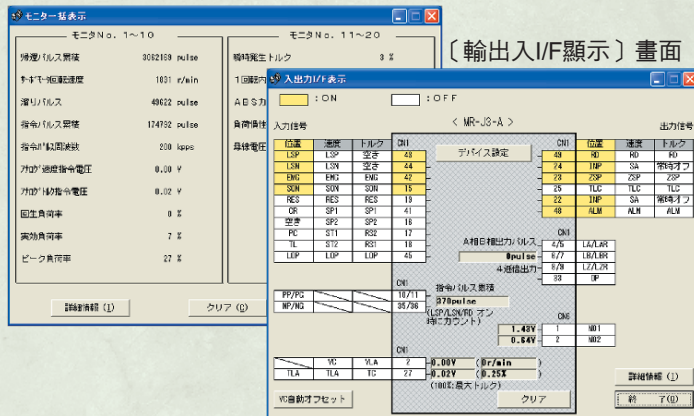 モニター括表示
モニタNo. 1～10
モニタNo. 11～20
帰還パルス累積 3062169 pulse
サーボモータ回転速度 1031 r/min
溜りパルス 49622 pulse
指令パルス累積 174792 pulse
指令パルス周波数 200 kpps
アナログ速度指令電圧 0.00 V
アナログトルク指令電圧 0.02 V
回生負荷率 0 %
実効負荷率 7 %
ピーク負荷率 27 %
瞬時発生トルク 3 %
1回転内
ABSカ
負荷慣性
母線電圧
詳細情報(I)
クリア(C)
〔輸出入I/F顯示〕畫面
入出力I/F表示
:ON :OFF
< MR-J3-A >
入力信号 出力信号
位置 速度 トルク CN1
LSP LSP 空き 43
LSN LSN 空き 44
EMG EMG EMG 42
SON SON SON 15
RES RES RES 19
CR SP1 SP1 41
空き SP2 SP2 16
PC ST1 RS2 17
TL ST2 RS1 18
LOP LOP LOP 45
デバイス設定
CN1 位置 速度 トルク
49 RD RD RD
24 INP SA 常時オフ
23 ZSP ZSP ZSP
25 TLC TLC TLC
22 INP SA 常時オフ
48 ALM ALM ALM
CN1
A相B相出力パルス 4/5 LA/LAR
0pulse 6/7 LB/LBR
4逓倍出力 8/9 LZ/LZR
33 OP
CN1
PP/PG 10/11
NP/NG 35/36
指令パルス累積
370pulse
(LSP/LSN/RD オン
時にカウント)
CN6
1.43V 1 MO1
0.64V 2 MO2
CN1
VC VLA 2 -0.00V ( 0r/min )
TLA TLA TC 27 -0.02V ( 0.25% )
(100%:最大トルク)
VC自動オフセット
クリア
詳細情報(I)
終 了(Q)